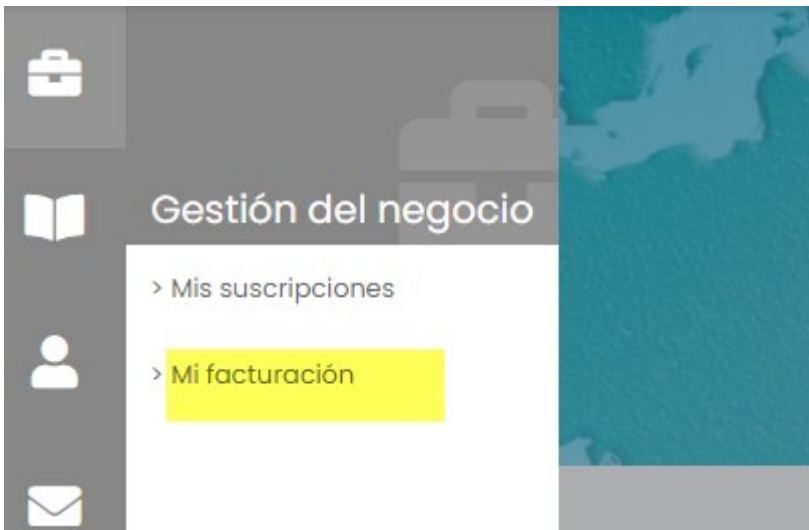 Gestión del negocio
> Mis suscripciones
> Mi facturación